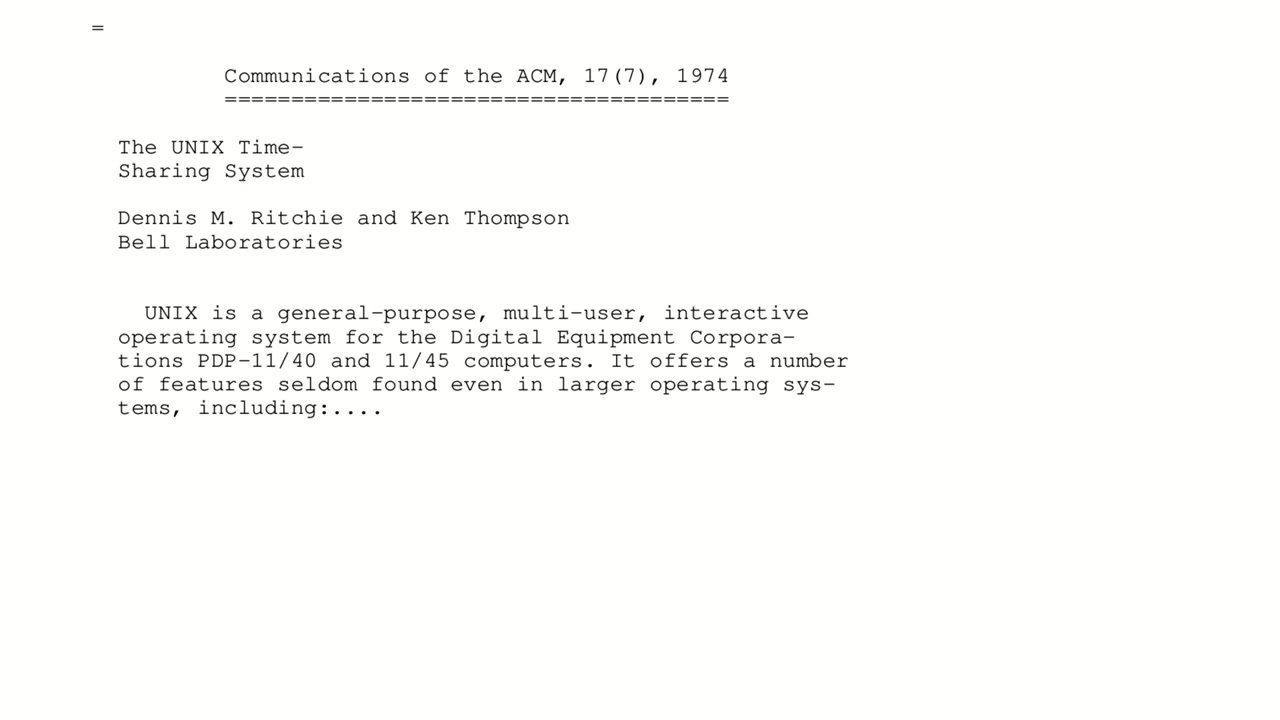 =
Communications of the ACM, 17(7), 1974
======================================
The UNIX Time-
Sharing System
Dennis M. Ritchie and Ken Thompson
Bell Laboratories
UNIX is a general-purpose, multi-user, interactive
operating system for the Digital Equipment Corpora-
tions PDP-11/40 and 11/45 computers. It offers a number
of features seldom found even in larger operating sys-
tems, including:....